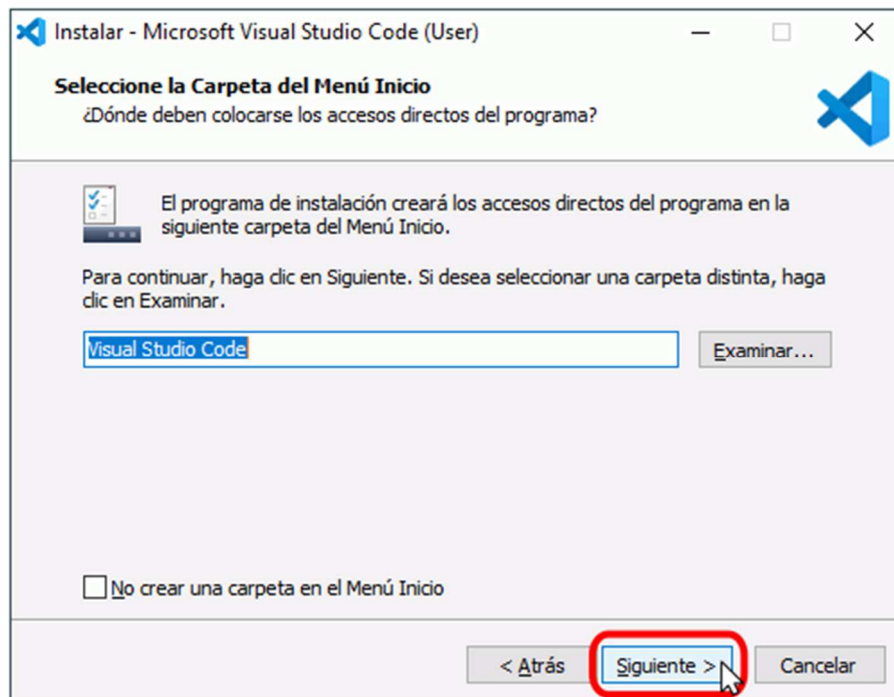 Instalar - Microsoft Visual Studio Code (User)
Seleccione la Carpeta del Menú Inicio
¿Dónde deben colocarse los accesos directos del programa?
El programa de instalación creará los accesos directos del programa en la
siguiente carpeta del Menú Inicio.
Para continuar, haga clic en Siguiente. Si desea seleccionar una carpeta distinta, haga
clic en Examinar.
Visual Studio Code
Examinar...
No crear una carpeta en el Menú Inicio
< Atrás
Siguiente >
Cancelar